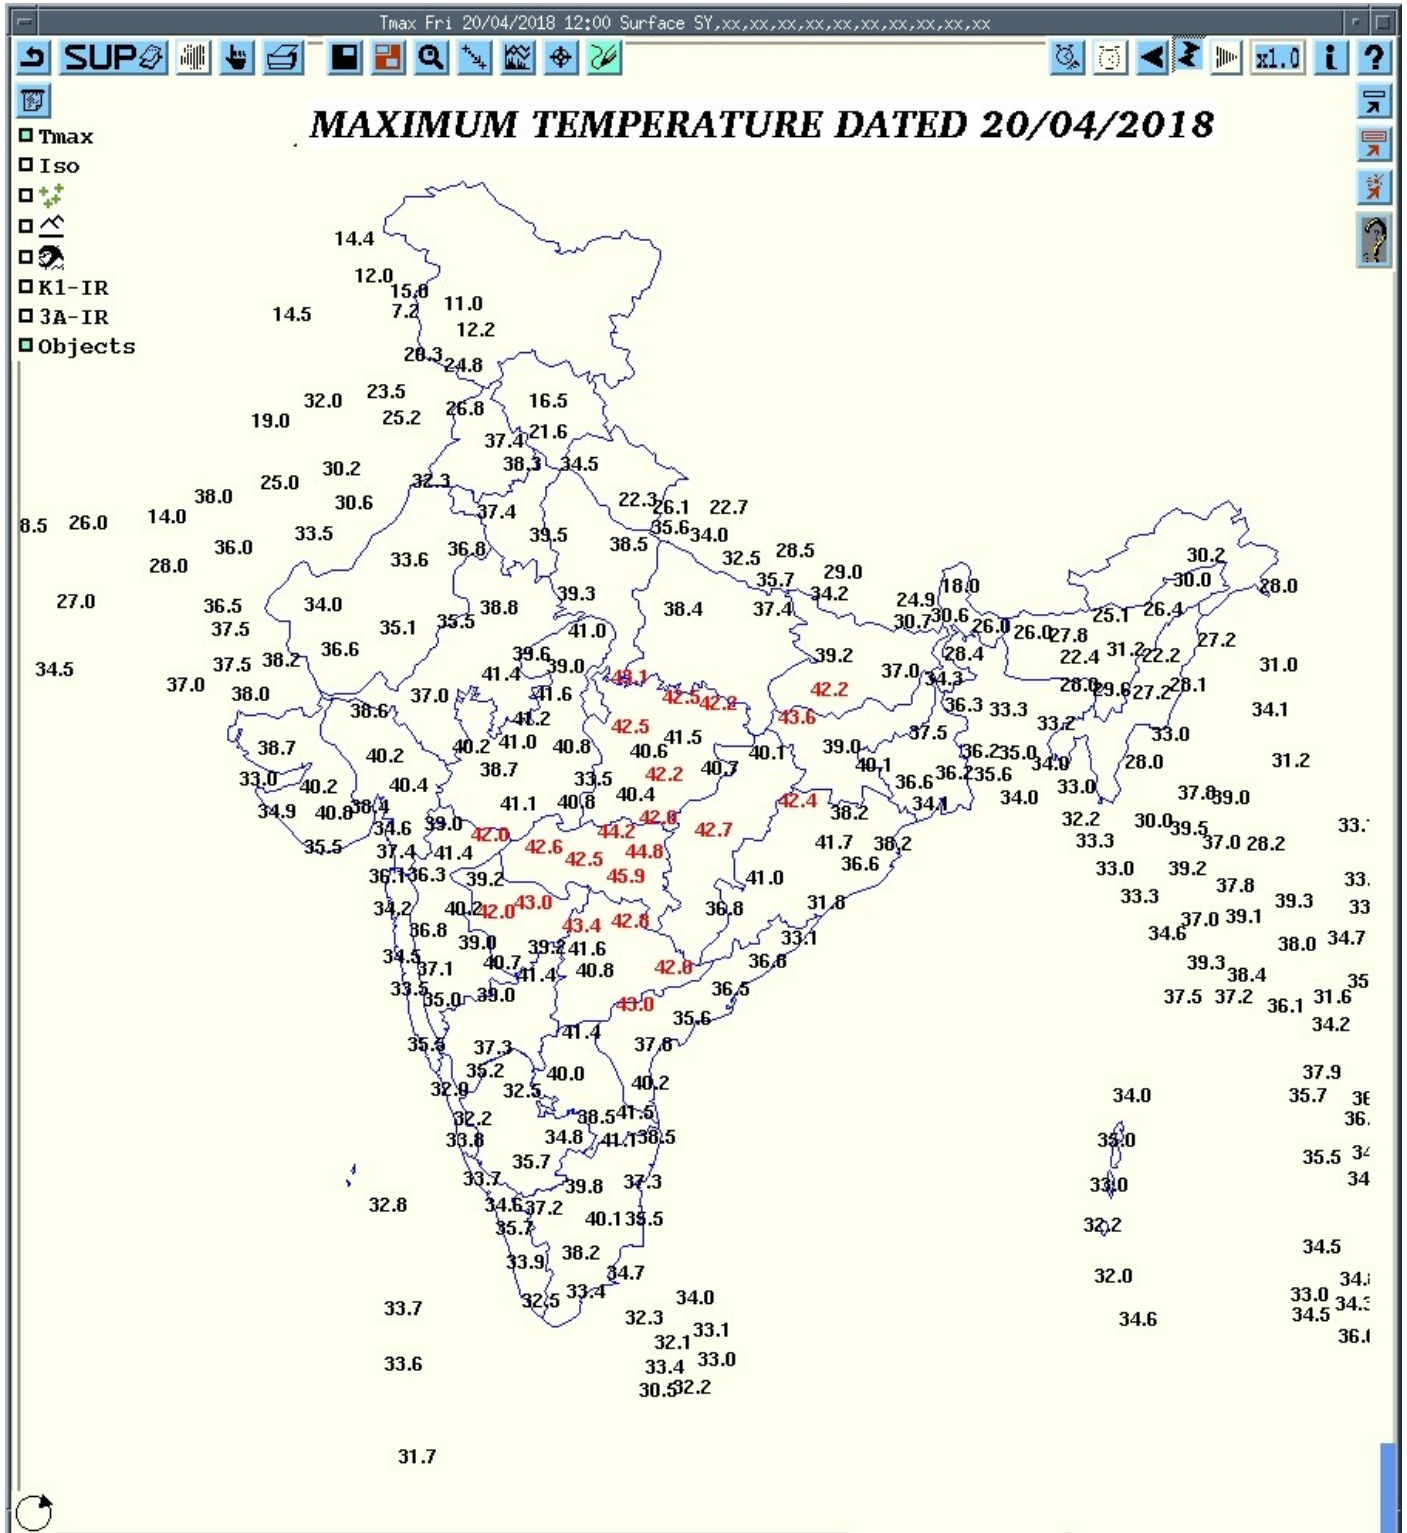 Tmax Fri 20/04/2018 12:00 Surface SY,xx,xx,xx,xx,xx,xx,xx,xx,xx,xx
SUP x1.0 i ?
MAXIMUM TEMPERATURE DATED 20/04/2018
Tmax
Iso
K1-IR
3A-IR
Objects
14.4
12.0
15.0
14.5 7.2 11.0
12.2
20.3
24.8
32.0 23.5 16.5
19.0 25.2 26.8
37.4 21.6
30.2 38.3 34.5
25.0 32.3
38.0 30.6 22.3 26.1 22.7
8.5 26.0 14.0 37.4
33.5 39.5 35.6 34.0
36.0 36.8 38.5 28.5 30.2
28.0 33.6 32.5 29.0
35.7 30.0
27.0 36.5 34.0 38.8 39.3 38.4 37.4 34.2 24.9 18.0 28.0
37.5 35.1 35.5 41.0 30.7 30.6 26.0 26.0 27.8 25.1 26.4
36.6 39.6 39.2 28.4 22.4 31.2 22.2 27.2
34.5 37.5 38.2 41.4 39.0 37.0 34.3 31.0
37.0 38.0 37.0 41.6 42.5 42.2 42.2 28.0 29.6 27.2 28.1
38.6 41.2 42.5 43.6 36.3 33.3 33.2 34.1
38.7 40.2 40.2 41.0 40.8 40.6 41.5 40.1 39.0 37.5 33.0
36.2 35.0 34.0 28.0 31.2
33.0 40.2 40.4 38.7 33.5 42.2 40.7 40.1 36.6 36.2 35.6 33.0
34.9 40.8 38.4 41.1 40.8 40.4 42.4 38.2 34.1 34.0 37.8 39.0
34.6 39.0 42.0 44.2 42.7 32.2 30.0 39.5
35.5 37.4 41.4 42.6 42.5 44.8 41.7 38.2 33.3 37.0 28.2
36.1 36.3 39.2 45.9 41.0 36.6 33.0 39.2
34.2 40.2 42.0 43.0 36.8 31.8 33.3 37.8 39.3
36.8 43.4 42.8 33.1 34.6 37.0 39.1
34.5 39.0 39.2 41.6 38.0 34.7
37.1 40.7 41.4 40.8 42.0 36.8 39.3 38.4
33.5 35.0 39.0 43.0 36.5 37.5 37.2 36.1 31.6
35.6 34.2
35.5 37.3 41.4 37.8
35.2 40.0 40.2 37.9
32.0 32.5 34.0 35.7
32.2 38.5 41.5
33.8 34.8 41.1 38.5 35.0
35.7 35.5
33.7 39.8 37.3 33.0
32.8 34.6 37.2
35.7 40.1 35.5 32.2
33.9 38.2 34.5
34.7 32.0
32.5 33.4 34.0 33.0
33.7 32.3 34.6 34.5
33.1
32.1
33.6 33.4 33.0
30.5 32.2
31.7